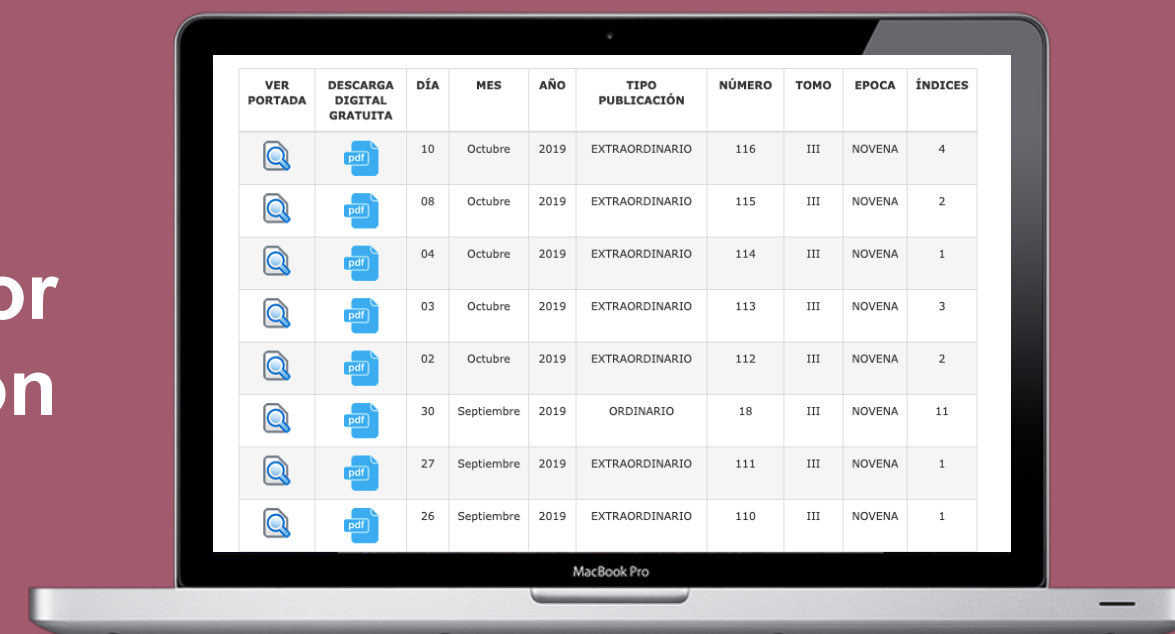 or
on
VER PORTADA DESCARGA DIGITAL GRATUITA DÍA MES AÑO TIPO PUBLICACIÓN NÚMERO TOMO EPOCA ÍNDICES
pdf 10 Octubre 2019 EXTRAORDINARIO 116 III NOVENA 4
pdf 08 Octubre 2019 EXTRAORDINARIO 115 III NOVENA 2
pdf 04 Octubre 2019 EXTRAORDINARIO 114 III NOVENA 1
pdf 03 Octubre 2019 EXTRAORDINARIO 113 III NOVENA 3
pdf 02 Octubre 2019 EXTRAORDINARIO 112 III NOVENA 2
pdf 30 Septiembre 2019 ORDINARIO 18 III NOVENA 11
pdf 27 Septiembre 2019 EXTRAORDINARIO 111 III NOVENA 1
pdf 26 Septiembre 2019 EXTRAORDINARIO 110 III NOVENA 1
MacBook Pro